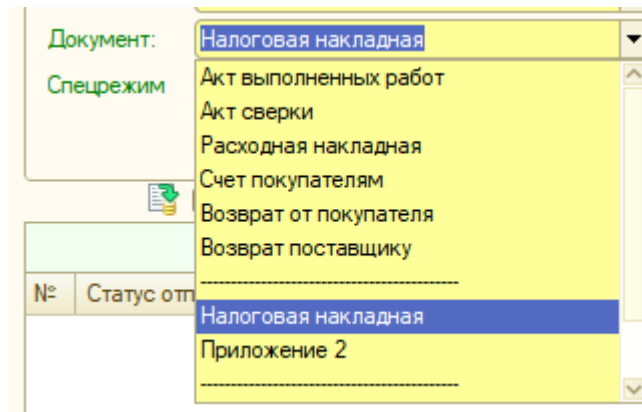 Документ: Налоговая накладная
Спецрежим
Акт выполненных работ
Акт сверки
Расходная накладная
Счет покупателям
Возврат от покупателя
Возврат поставщику
-------------------------------------------
Налоговая накладная
Приложение 2
-------------------------------------------
№ Статус отп